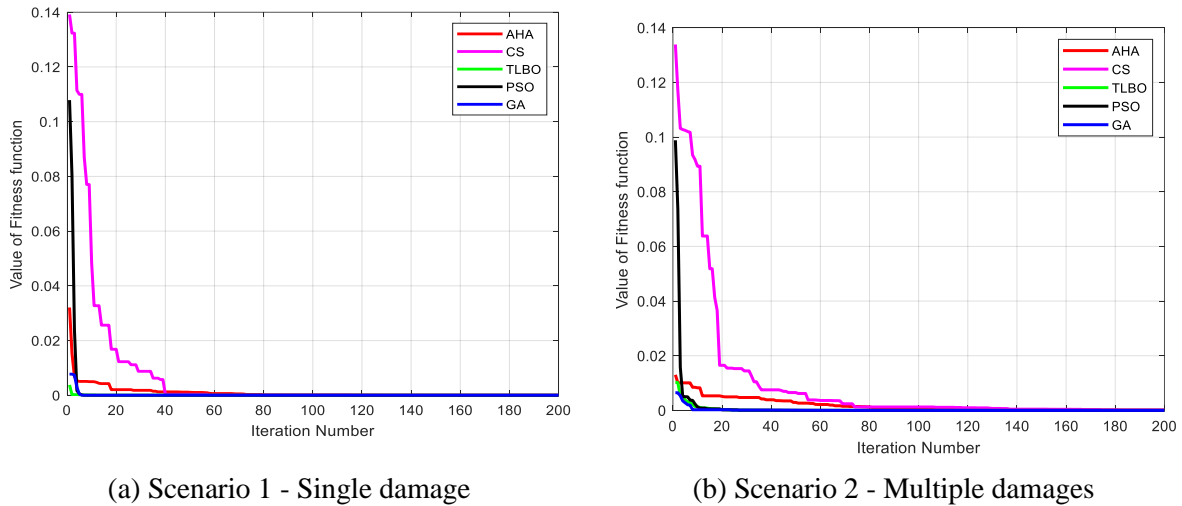 0.14
0.12
0.1
0.08
0.06
0.04
0.02
0
Value of Fitness function
AHA
CS
TLBO
PSO
GA
0 20 40 60 80 100 120 140 160 180 200
Iteration Number
(a) Scenario 1 - Single damage
0.14
0.12
0.1
0.08
0.06
0.04
0.02
0
Value of Fitness function
AHA
CS
TLBO
PSO
GA
0 20 40 60 80 100 120 140 160 180 200
Iteration Number
(b) Scenario 2 - Multiple damages